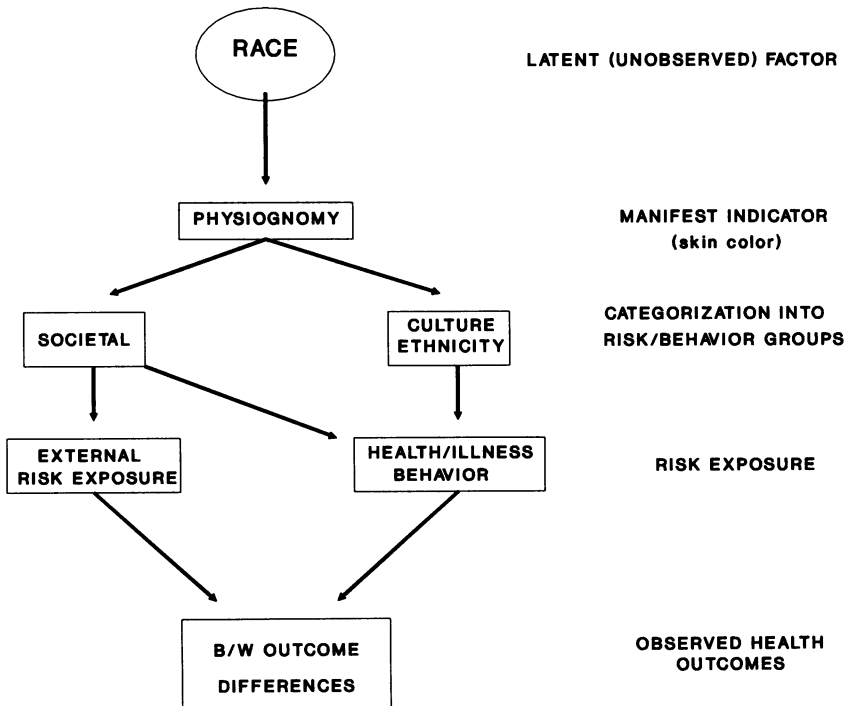 RACE
LATENT (UNOBSERVED) FACTOR
PHYSIOGNOMY
MANIFEST INDICATOR
(skin color)
SOCIETAL
CULTURE
ETHNICITY
CATEGORIZATION INTO
RISK/BEHAVIOR GROUPS
EXTERNAL
RISK EXPOSURE
HEALTH/ILLNESS
BEHAVIOR
RISK EXPOSURE
B/W OUTCOME
DIFFERENCES
OBSERVED HEALTH
OUTCOMES